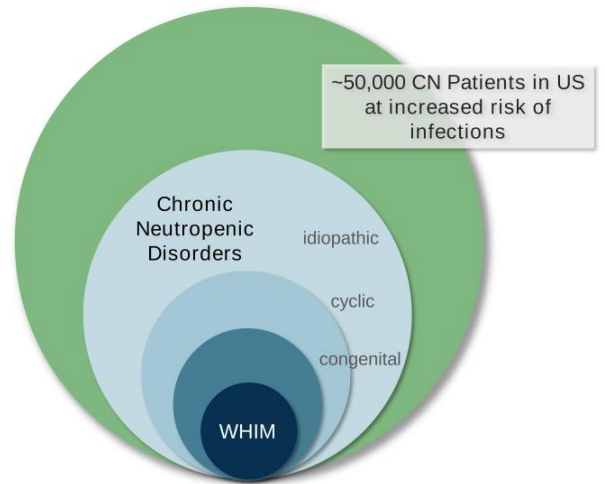 ~50,000 CN Patients in US
at increased risk of
infections
Chronic
Neutropenic
Disorders
idiopathic
cyclic
congenital
WHIM